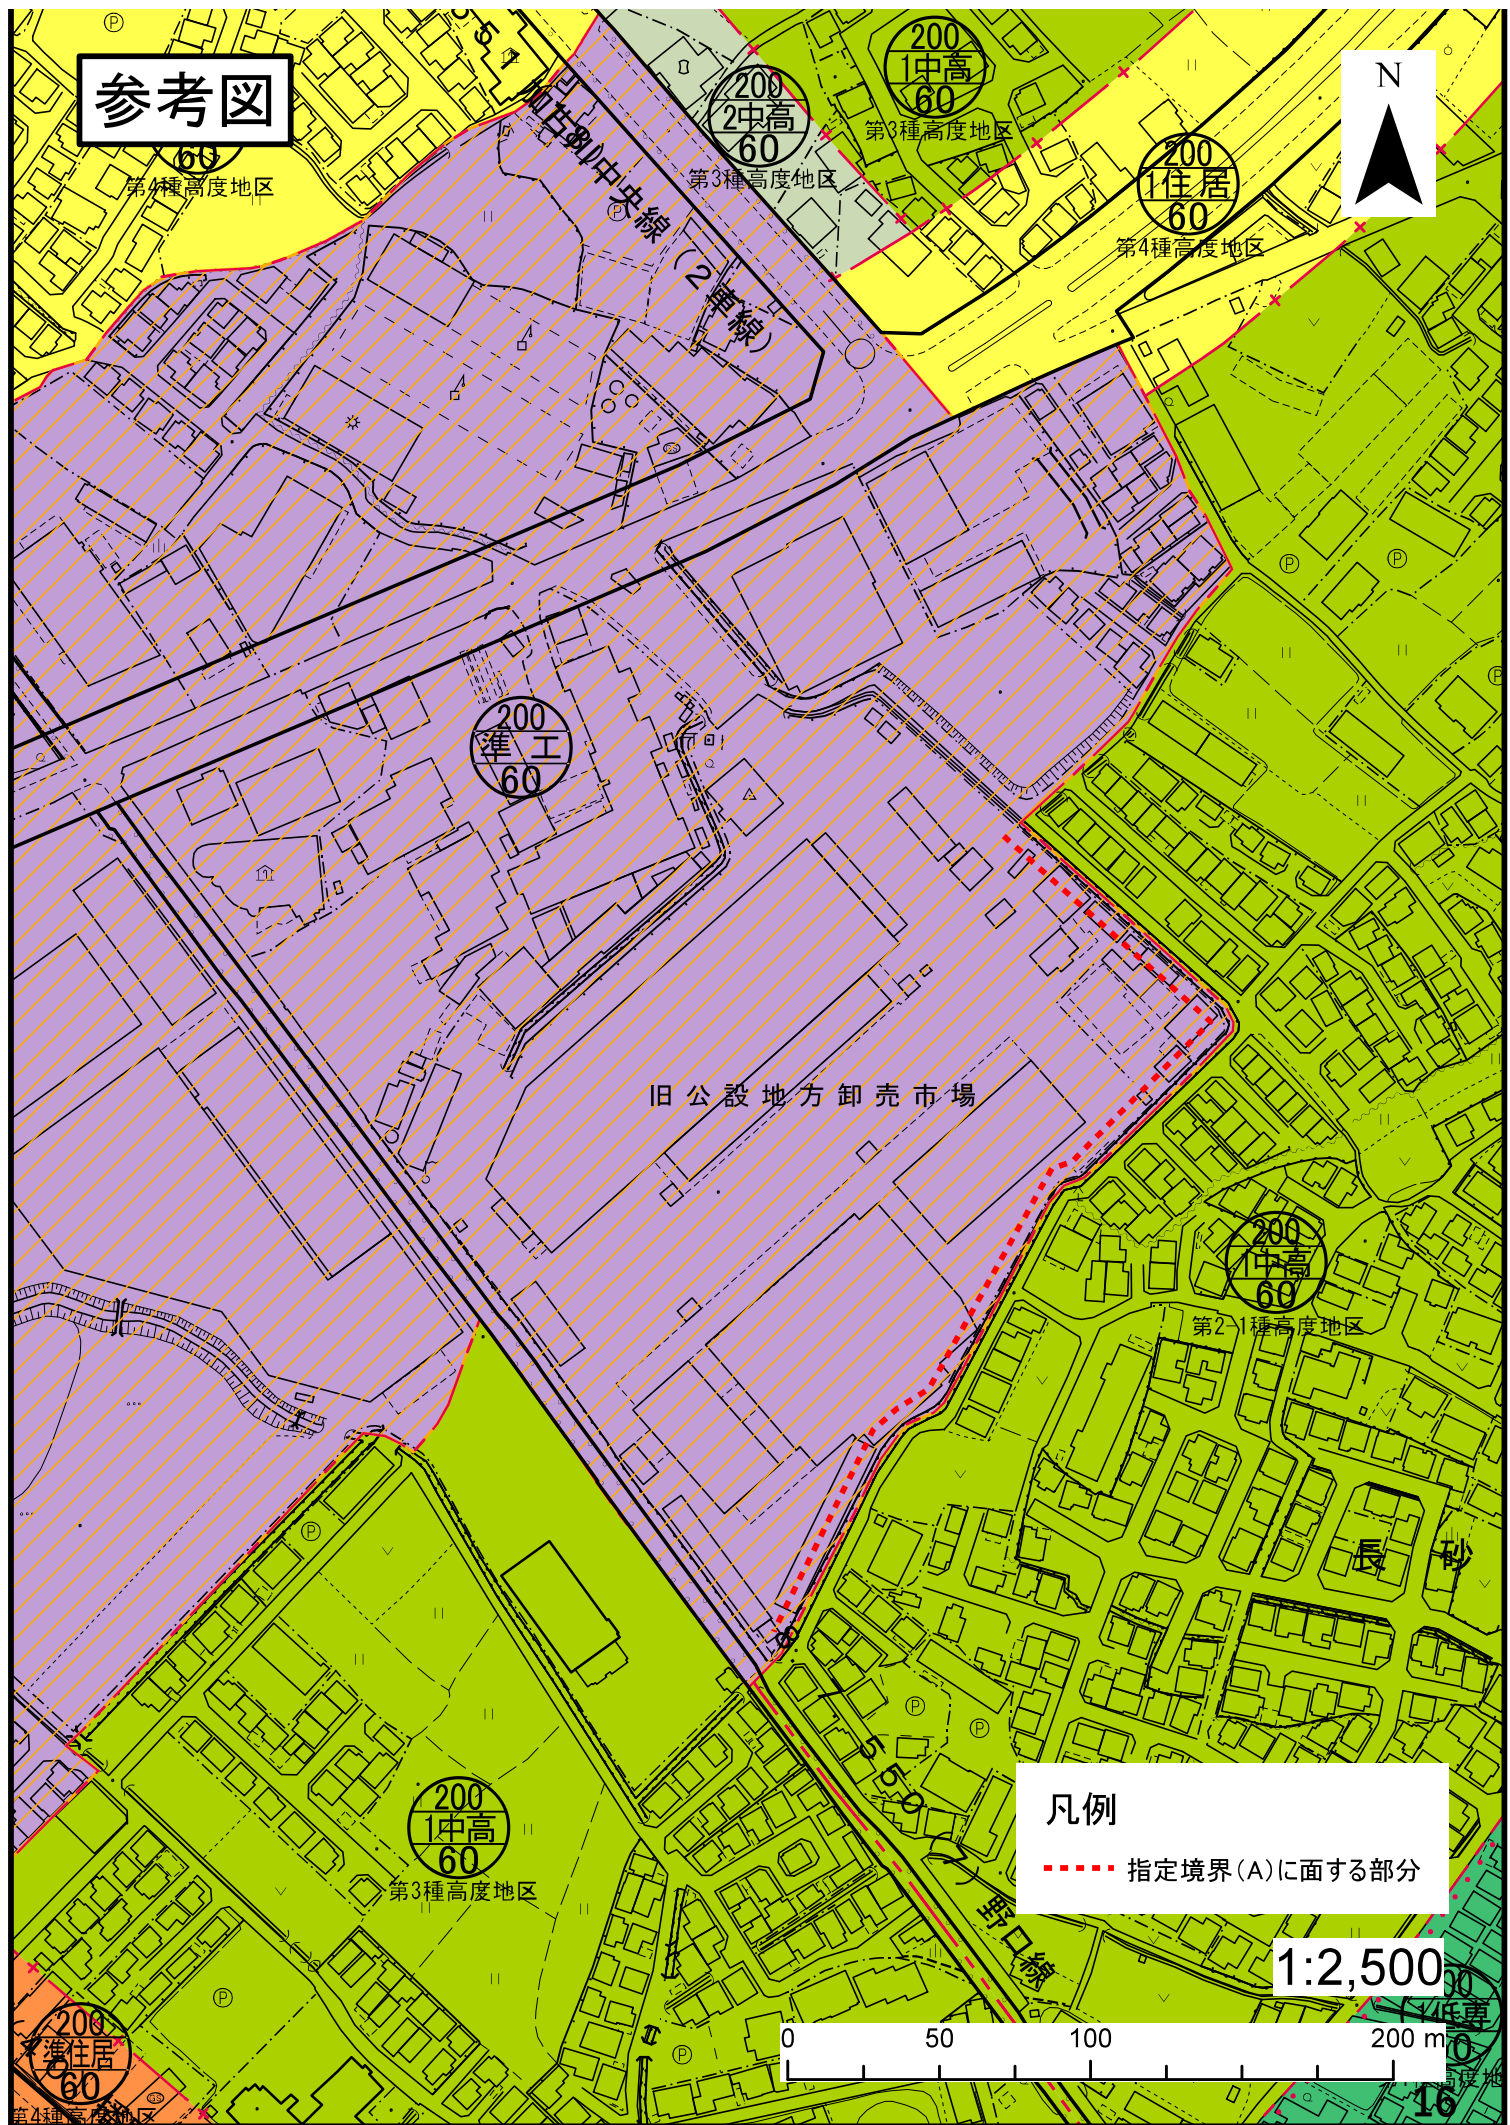 参考図
N
60
第4種高度地区
200
2中高
60
第3種高度地区
200
1中高
60
第3種高度地区
200
1住居
60
第4種高度地区
中央線(2車線)
200
準工
60
旧公設地方卸売市場
200
1中高
60
第2-1種高度地区
長砂
200
1中高
60
第3種高度地区
550
野口線
凡例
指定境界(A)に面する部分
1:2,500
0 50 100 200 m
200
準住居
60
第4種高度地区
1低専
16